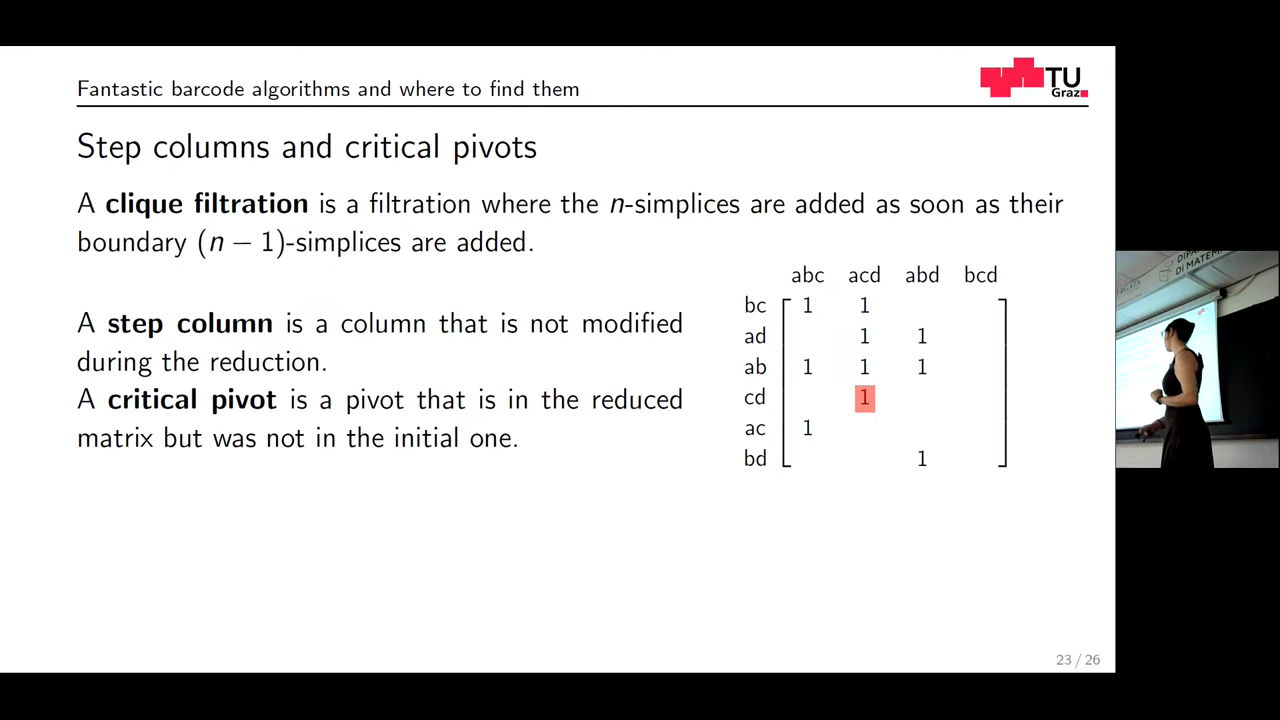 Fantastic barcode algorithms and where to find them
TU
Graz
Step columns and critical pivots
A clique filtration is a filtration where the n-simplices are added as soon as their
boundary (n − 1)-simplices are added.
abc acd abd bcd
A step column is a column that is not modified
during the reduction.
A critical pivot is a pivot that is in the reduced
matrix but was not in the initial one.
bc 1 1
ad 1 1
ab 1 1 1
cd 1
ac 1
bd 1
23 / 26
DI MATEM